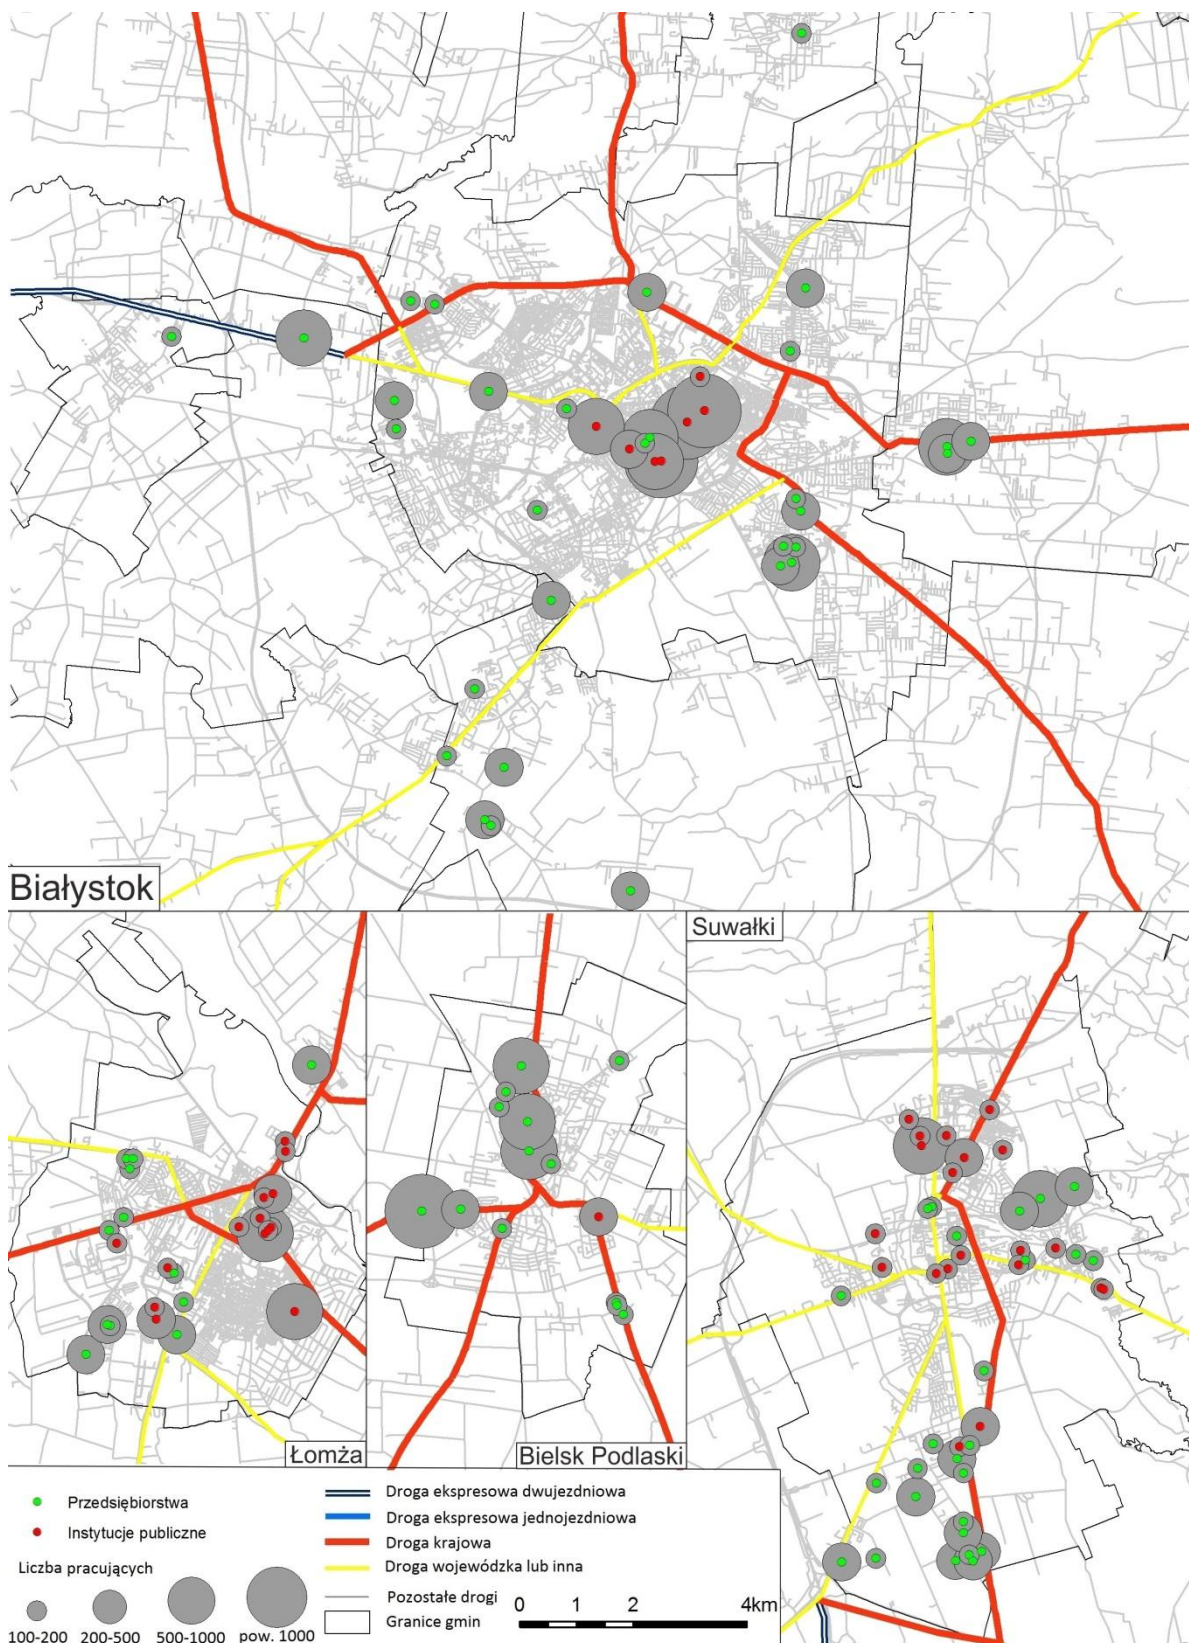 Białystok
Suwałki
Łomża
Bielsk Podlaski
Przedsiębiorstwa
Instytucje publiczne
Liczba pracujących
100-200
200-500
500-1000
pow. 1000
Droga ekspresowa dwujezdniowa
Droga ekspresowa jednojezdniowa
Droga krajowa
Droga wojewódzka lub inna
Pozostałe drogi
Granice gmin
0 1 2 4km